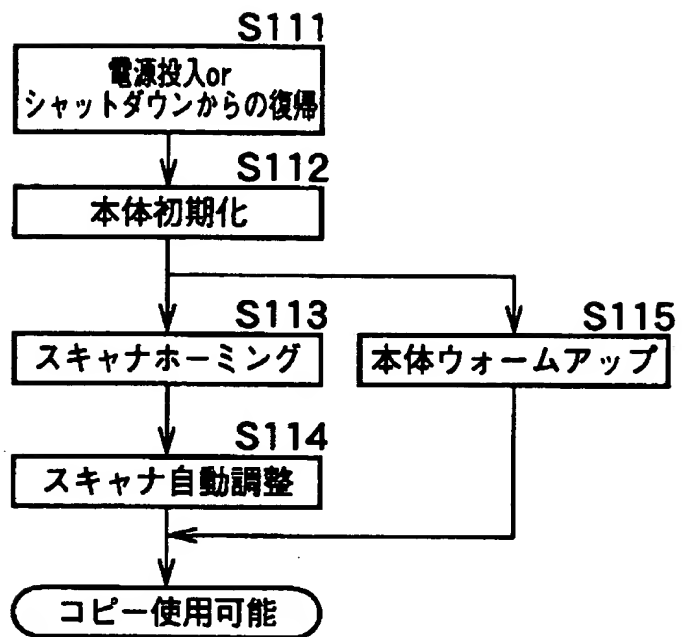 S111
電源投入or
シャットダウンからの復帰
S112
本体初期化
S113
スキャナホーミング
S115
本体ウォームアップ
S114
スキャナ自動調整
コピー使用可能